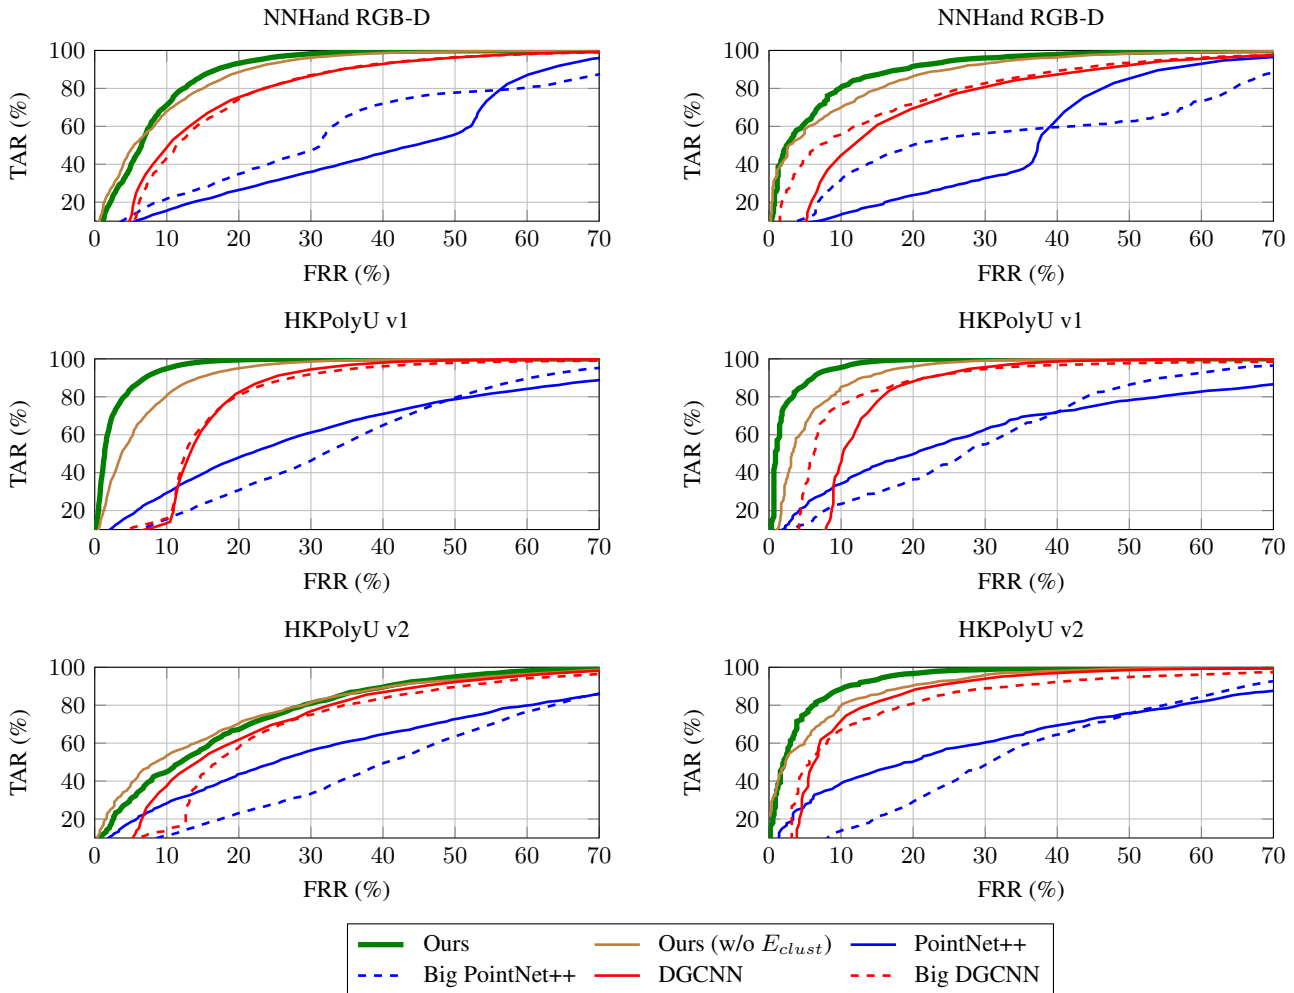 NNHand RGB-D
NNHand RGB-D
100
80
60
40
20
TAR (%)
0 10 20 30 40 50 60 70
FRR (%)
100
80
60
40
20
TAR (%)
0 10 20 30 40 50 60 70
FRR (%)
HKPolyU v1
HKPolyU v1
100
80
60
40
20
TAR (%)
0 10 20 30 40 50 60 70
FRR (%)
100
80
60
40
20
TAR (%)
0 10 20 30 40 50 60 70
FRR (%)
HKPolyU v2
HKPolyU v2
100
80
60
40
20
TAR (%)
0 10 20 30 40 50 60 70
FRR (%)
100
80
60
40
20
TAR (%)
0 10 20 30 40 50 60 70
FRR (%)
Ours Ours (w/o E_clust) PointNet++
Big PointNet++ DGCNN Big DGCNN